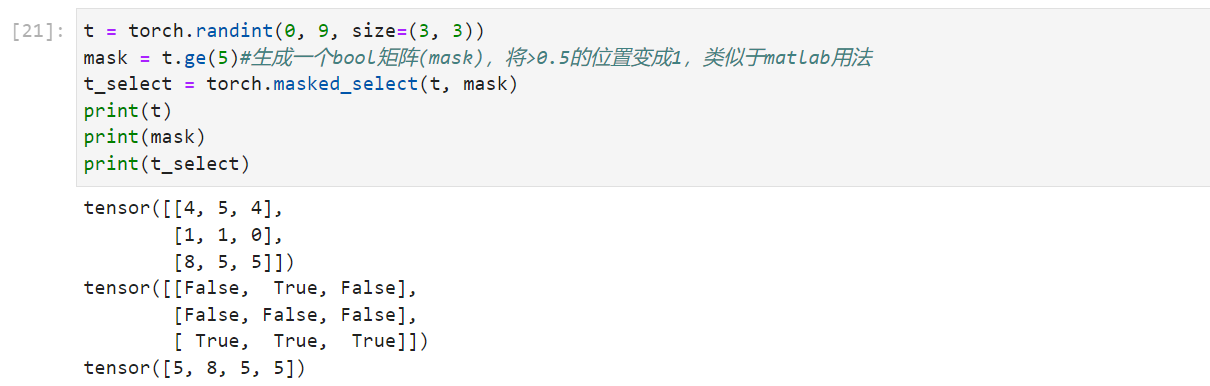 [21]: t = torch.randint(0, 9, size=(3, 3))
mask = t.ge(5)#生成一个bool矩阵(mask)，将>0.5的位置变成1，类似于matlab用法
t_select = torch.masked_select(t, mask)
print(t)
print(mask)
print(t_select)
tensor([[4, 5, 4],
        [1, 1, 0],
        [8, 5, 5]])
tensor([[False,  True, False],
        [False, False, False],
        [ True,  True,  True]])
tensor([5, 8, 5, 5])